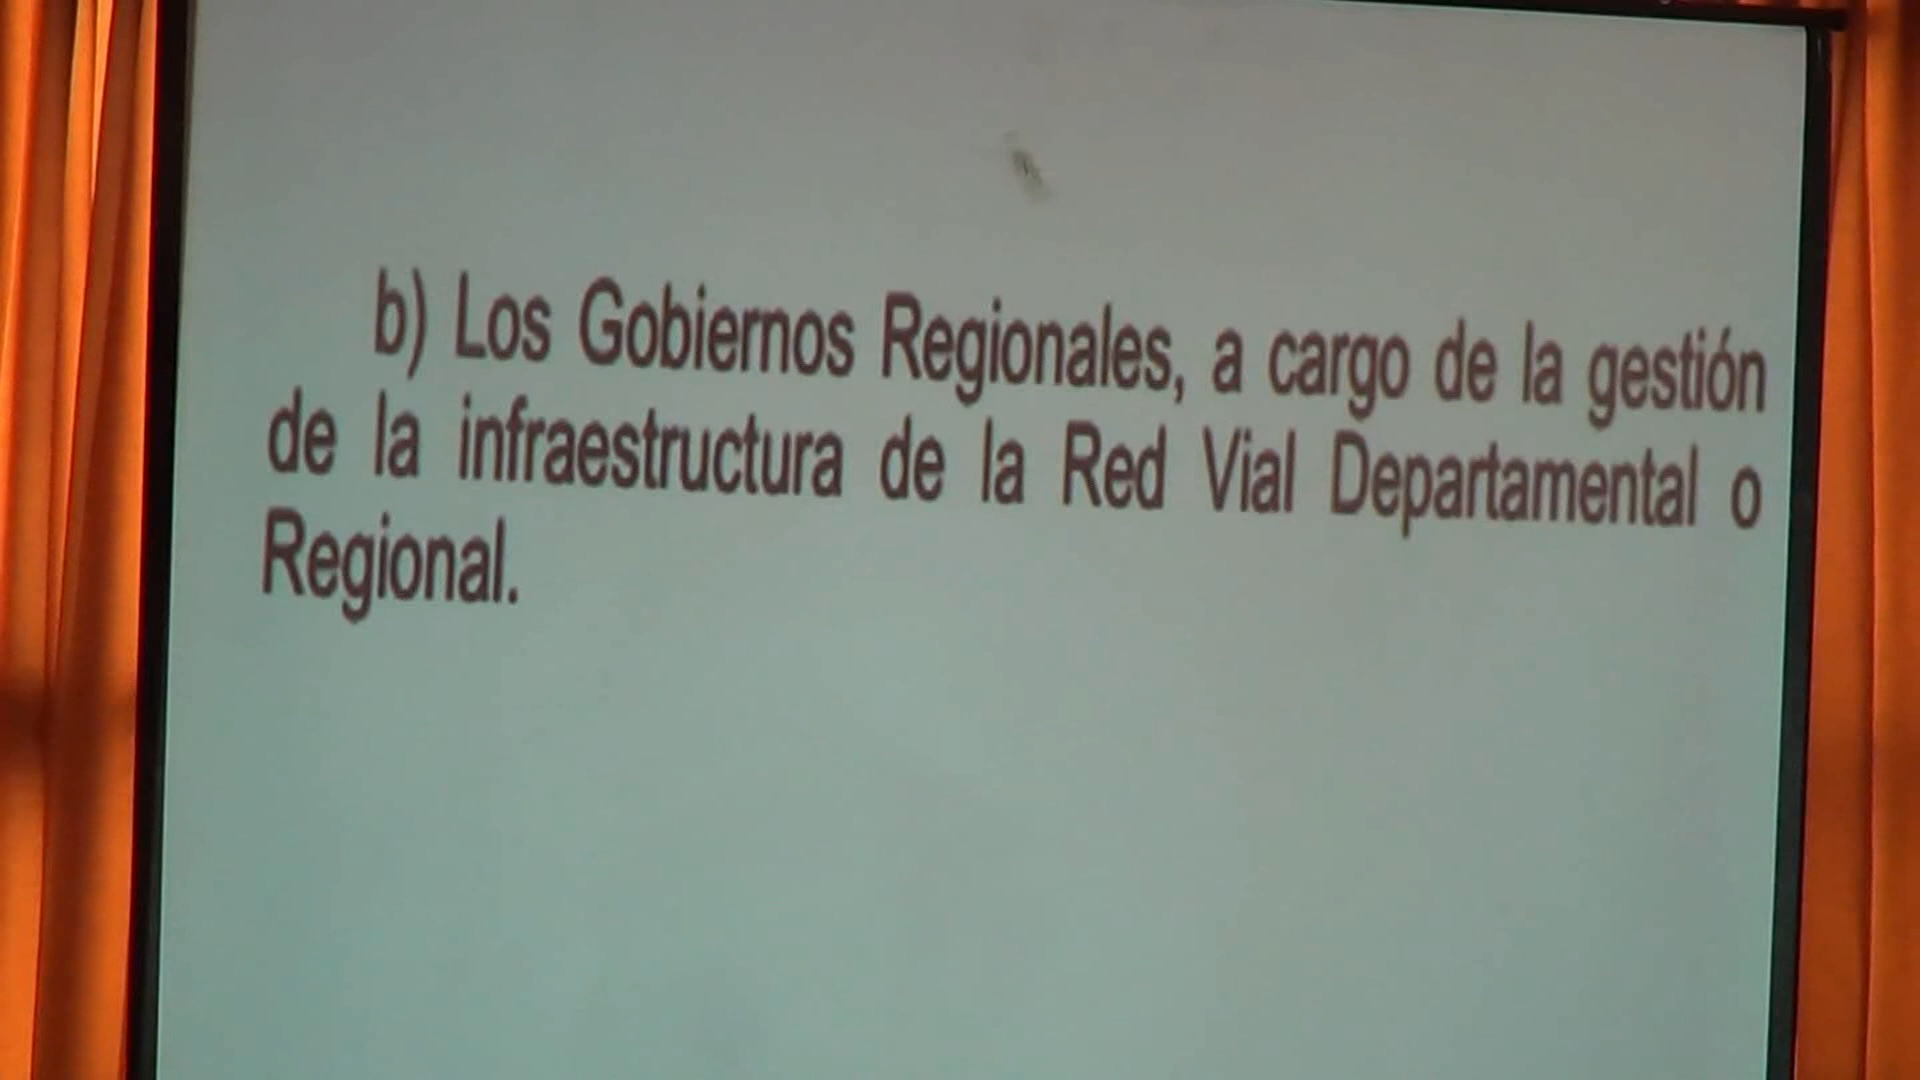 b) Los Gobiernos Regionales, a cargo de la gestión
de la infraestructura de la Red Vial Departamental o
Regional.